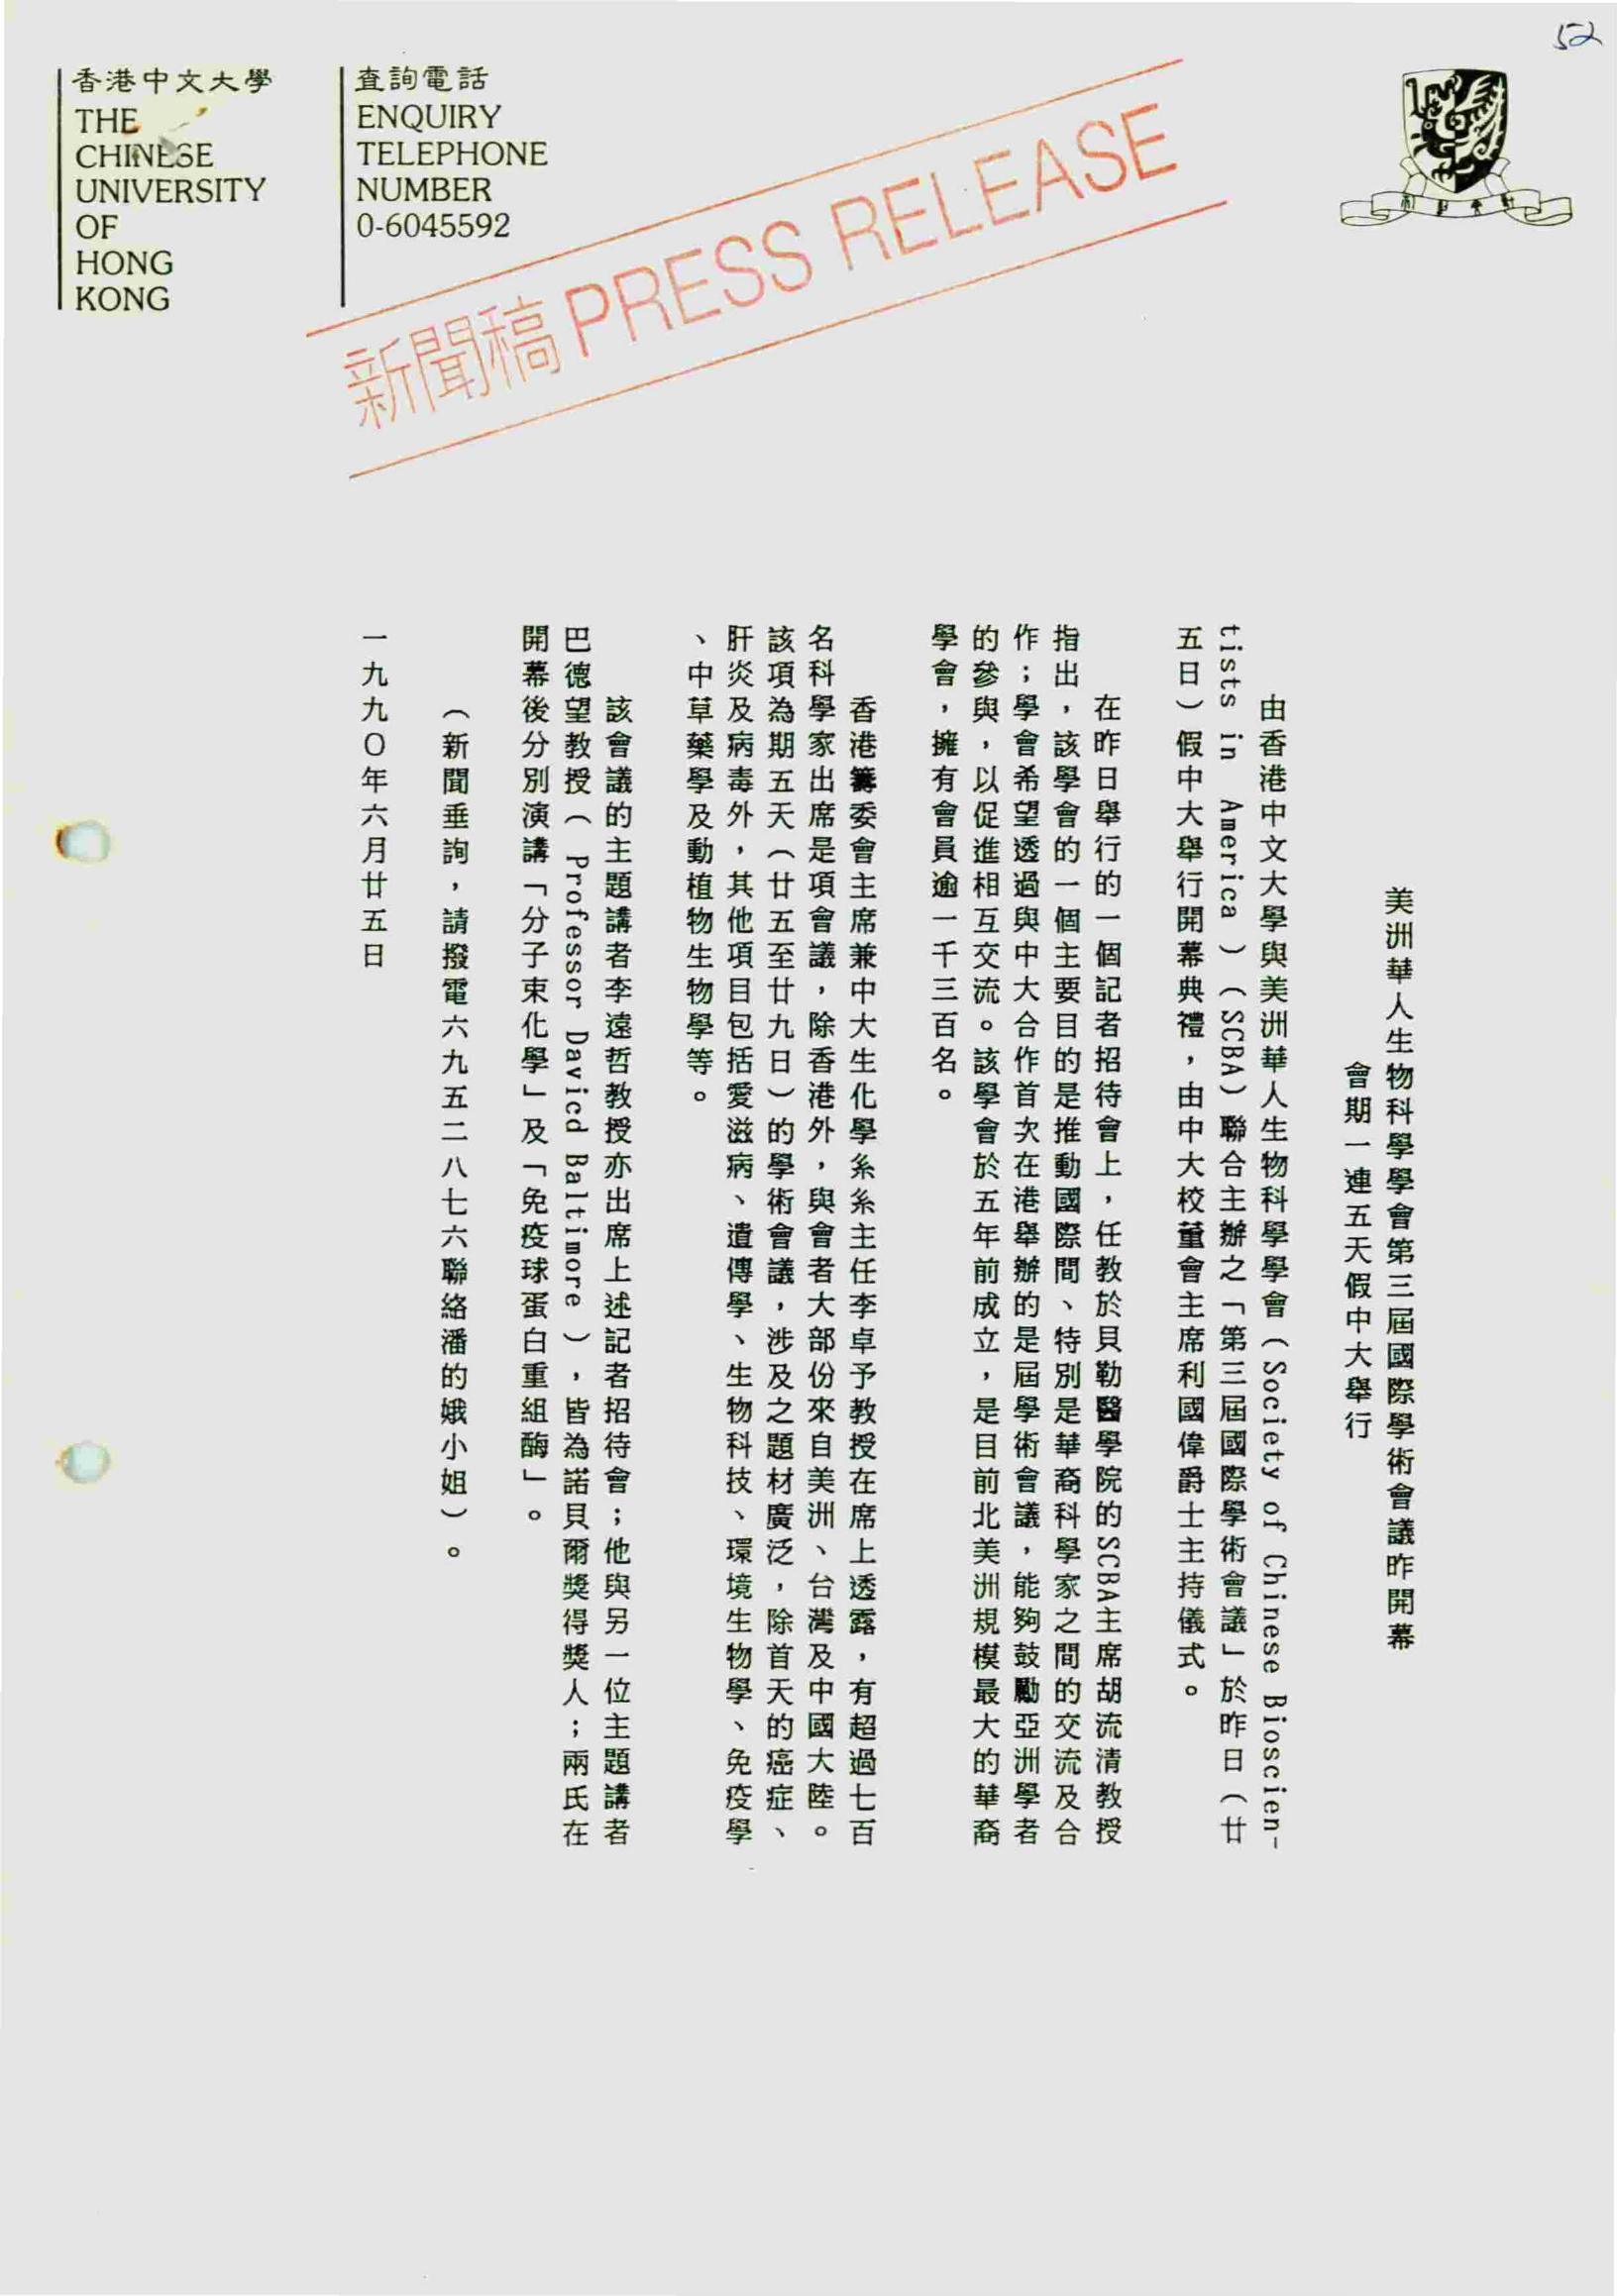 52
香港中文大學
THE
CHINESE
UNIVERSITY
OF
HONG
KONG
查詢電話
ENQUIRY
TELEPHONE
NUMBER
0-6045592
新聞稿 PRESS RELEASE
美洲華人生物科學學會第三屆國際學術會議昨開幕
會期一連五天假中大舉行
由香港中文大學與美洲華人生物科學學會（Society of Chinese Bioscien-
tists in America）（SCBA）聯合主辦之「第三屆國際學術會議」於昨日（廿
五日）假中大舉行開幕典禮，由中大校董會主席利國偉爵士主持儀式。
在昨日舉行的一個記者招待會上，任教於貝勒醫學院的SCBA主席胡流清教授
指出，該學會的一個主要目的是推動國際間、特別是華裔科學家之間的交流及合
作；學會希望透過與中大合作首次在港舉辦的是屆學術會議，能夠鼓勵亞洲學者
的參與，以促進相互交流。該學會於五年前成立，是目前北美洲規模最大的華裔
學會，擁有會員逾一千三百名。
香港籌委會主席兼中大生化學系系主任李卓予教授在席上透露，有超過七百
名科學家出席是項會議，除香港外，與會者大部份來自美洲、台灣及中國大陸。
該項為期五天（廿五至廿九日）的學術會議，涉及之題材廣泛，除首天的癌症、
肝炎及病毒外，其他項目包括愛滋病、遺傳學、生物科技、環境生物學、免疫學
、中草藥學及動植物生物學等。
該會議的主題講者李遠哲教授亦出席上述記者招待會；他與另一位主題講者
巴德望教授（Professor David Baltimore），皆為諾貝爾獎得獎人；兩氏在
開幕後分別演講「分子束化學」及「免疫球蛋白重組酶」。
（新聞垂詢，請撥電六九五二八七六聯絡潘的娥小姐）。
一九九０年六月廿五日